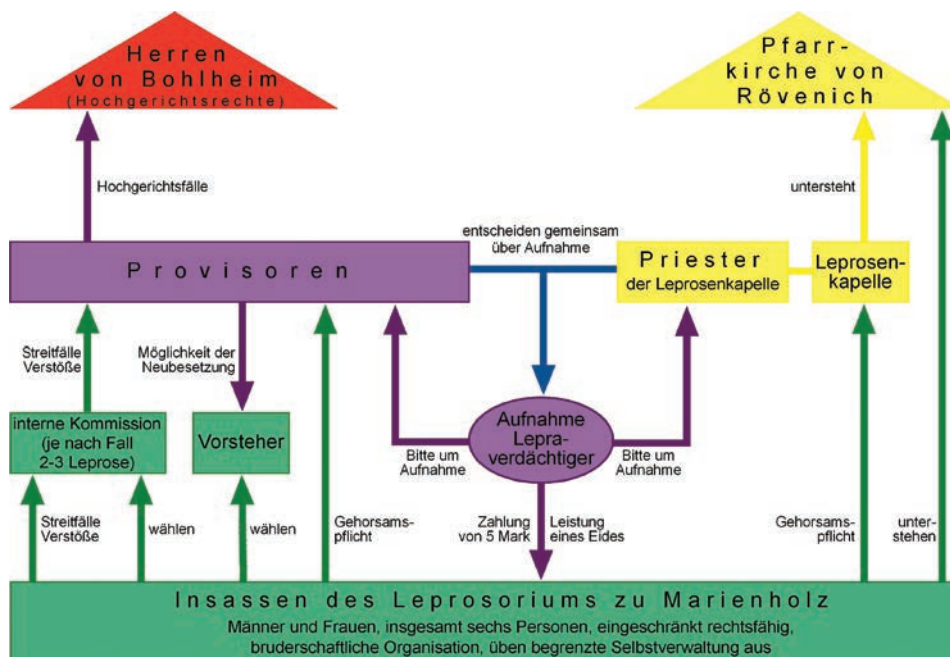 Herren
von Bohlheim
(Hochgerichtsrechte)
Pfarr-
kirche von
Rövenich
Hochgerichtsfälle
untersteht
entscheiden gemeinsam
über Aufnahme
Provisoren
Priester
der Leprosenkapelle
Leprosen-
kapelle
Streitfälle
Verstöße
Möglichkeit der
Neubesetzung
interne Kommission
(je nach Fall
2-3 Leprose)
Vorsteher
Aufnahme
Lepra-
verdächtiger
Bitte um
Aufnahme
Bitte um
Aufnahme
Streitfälle
Verstöße
wählen
wählen
Gehorsams-
pflicht
Zahlung
von 5 Mark
Leistung
eines Eides
Gehorsams-
pflicht
unter-
stehen
Insassen des Leprosoriums zu Marienholz
Männer und Frauen, insgesamt sechs Personen, eingeschränkt rechtsfähig,
bruderschaftliche Organisation, üben begrenzte Selbstverwaltung aus